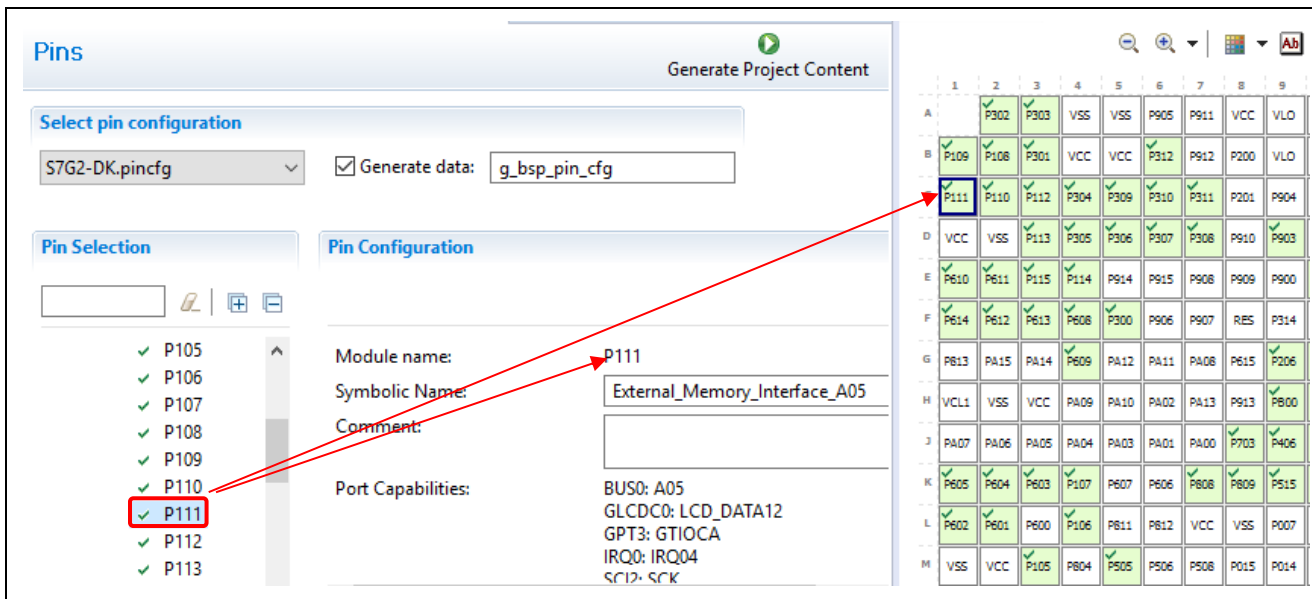 Pins
Generate Project Content
Select pin configuration
S7G2-DK.pincfg
Generate data:
g_bsp_pin_cfg
Pin Selection
Pin Configuration
P105
P106
P107
P108
P109
P110
P111
P112
P113
Module name:
P111
Symbolic Name:
External_Memory_Interface_A05
Comment:
Port Capabilities:
BUS0: A05
GLCDC0: LCD_DATA12
GPT3: GTIOCA
IRQ0: IRQ04
SCI2: SCK
Ab
1 2 3 4 5 6 7 8 9
A P302 P303 VSS VSS P905 P911 VCC VLO
B P109 P108 P301 VCC VCC P312 P912 P200 VLO
P111 P110 P112 P304 P309 P310 P311 P201 P904
D VCC VSS P113 P305 P306 P307 P308 P910 P903
E P610 P611 P115 P114 P914 P915 P908 P909 P900
F P614 P612 P613 P608 P300 P906 P907 RES P314
G P813 PA15 PA14 P609 PA12 PA11 PA08 P615 P206
H VCL1 VSS VCC PA09 PA10 PA02 PA13 P913 P800
J PA07 PA06 PA05 PA04 PA03 PA01 PA00 P703 P406
K P605 P604 P603 P107 P607 P606 P808 P809 P515
L P602 P601 P600 P106 P811 P812 VCC VSS P007
M VSS VCC P105 P804 P505 P506 P508 P015 P014